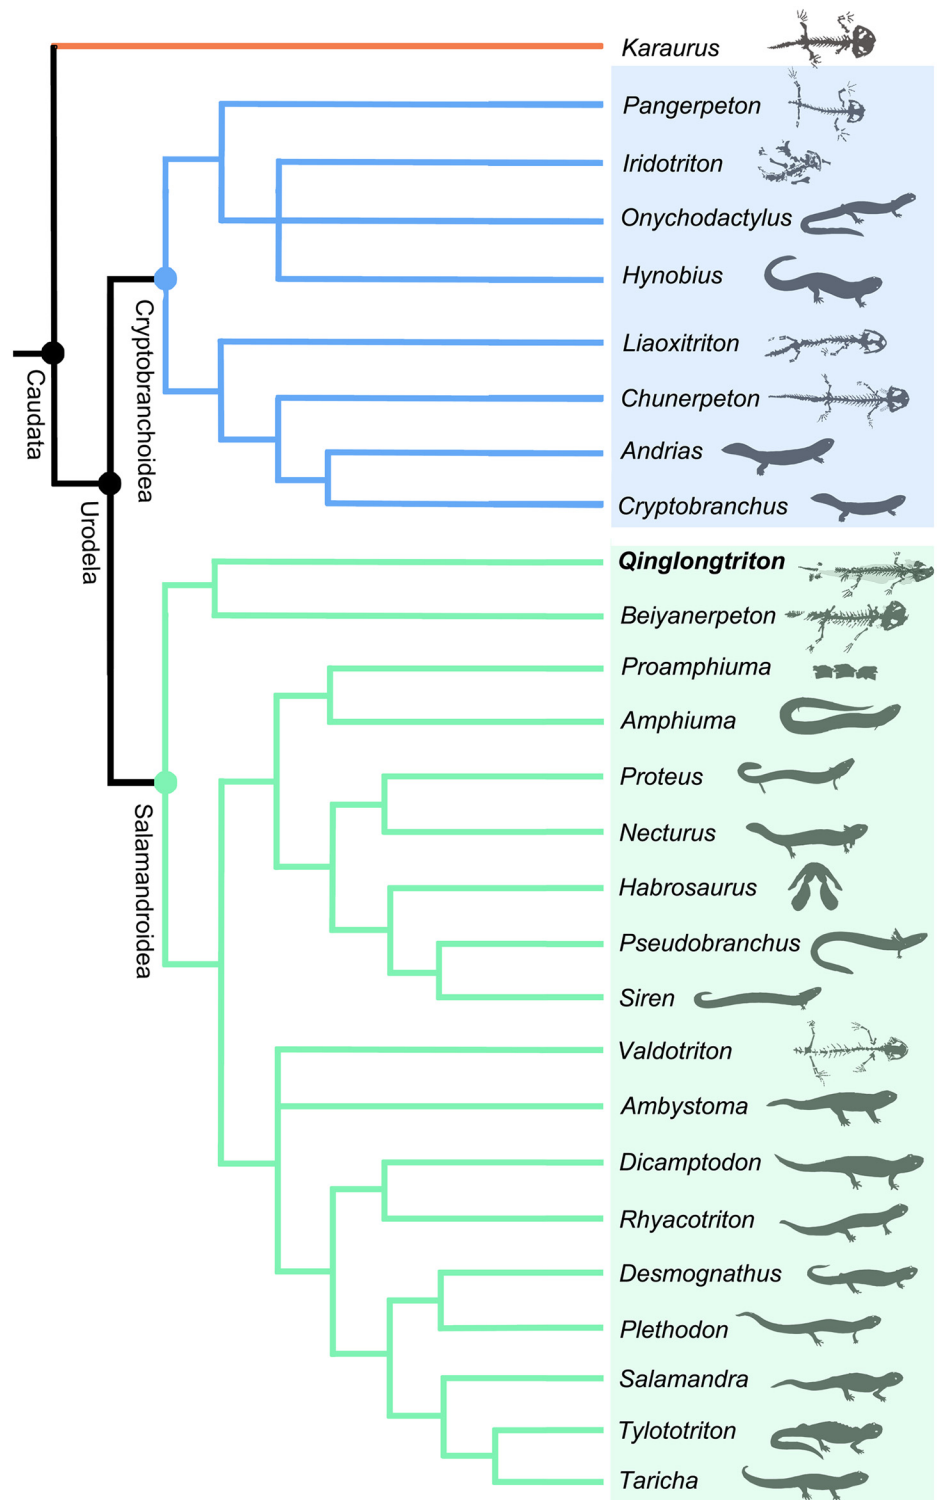 Karaurus
Pangerpeton
Iridotriton
Onychodactylus
Hynobius
Liaoxitriton
Chunerpeton
Andrias
Cryptobranchus
Qinglongtriton
Beiyanerpeton
Proamphiuma
Amphiuma
Proteus
Necturus
Habrosaurus
Pseudobranchus
Siren
Valdotriton
Ambystoma
Dicamptodon
Rhyacotriton
Desmognathus
Plethodon
Salamandra
Tylototriton
Taricha
Caudata
Urodela
Cryptobranchoidea
Salamandroidea